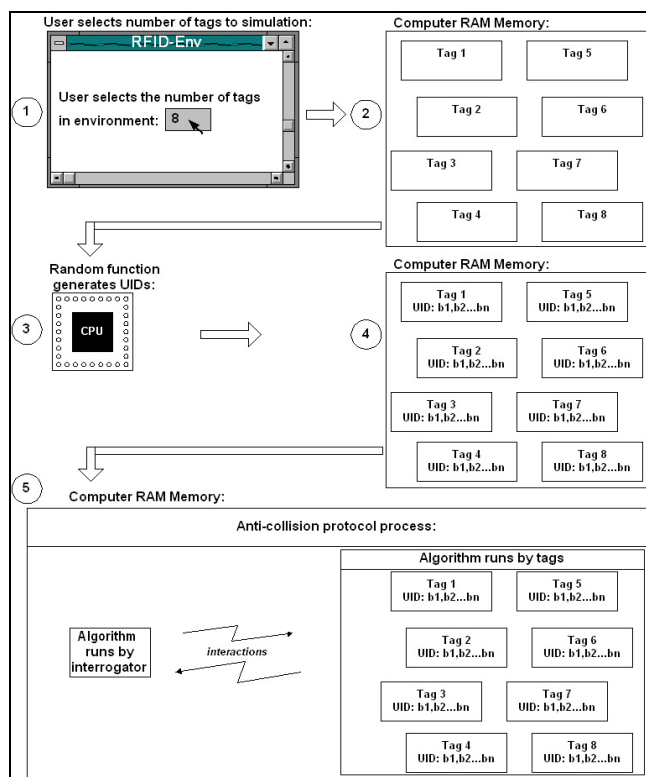 User selects number of tags to simulation:
RFID-Env
User selects the number of tags
in environment: 8
1
2
Computer RAM Memory:
Tag 1
Tag 5
Tag 2
Tag 6
Tag 3
Tag 7
Tag 4
Tag 8
Random function
generates UIDs:
3
CPU
4
Computer RAM Memory:
Tag 1
UID: b1,b2...bn
Tag 5
UID: b1,b2...bn
Tag 2
UID: b1,b2...bn
Tag 6
UID: b1,b2...bn
Tag 3
UID: b1,b2...bn
Tag 7
UID: b1,b2...bn
Tag 4
UID: b1,b2...bn
Tag 8
UID: b1,b2...bn
5
Computer RAM Memory:
Anti-collision protocol process:
Algorithm
runs by
interrogator
interactions
Algorithm runs by tags
Tag 1
UID: b1,b2...bn
Tag 5
UID: b1,b2...bn
Tag 2
UID: b1,b2...bn
Tag 6
UID: b1,b2...bn
Tag 3
UID: b1,b2...bn
Tag 7
UID: b1,b2...bn
Tag 4
UID: b1,b2...bn
Tag 8
UID: b1,b2...bn